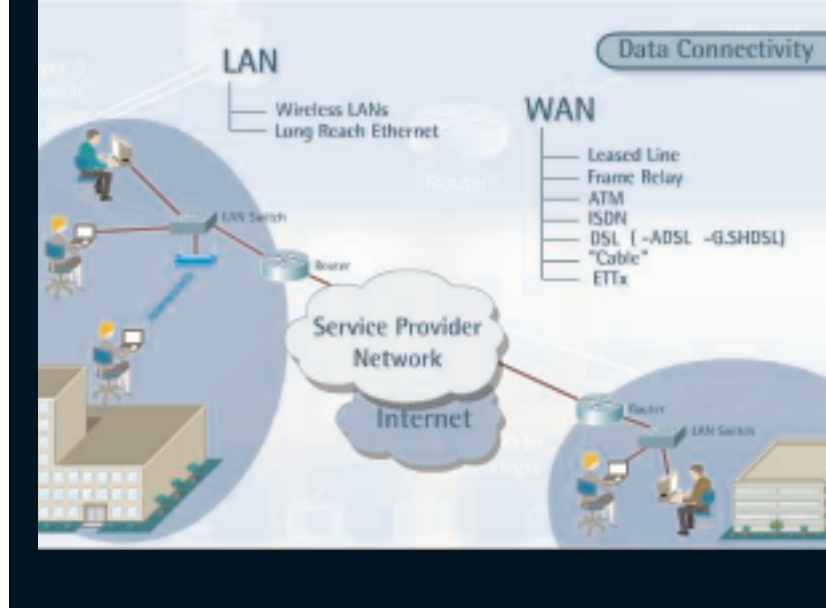 Data Connectivity
LAN
Wireless LANs
Long Reach Ethernet
WAN
Leased Line
Frame Relay
ATM
ISDN
DSL ( -ADSL -G.SHDSL)
"Cable"
ETTx
Router
LAN Switch
Router
Service Provider
Network
Internet
Router
LAN Switch